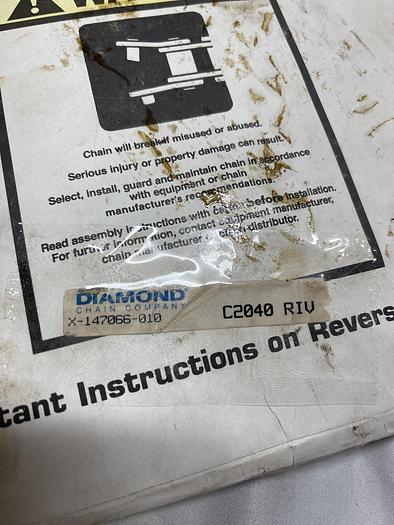 WA
Chain will break if misused or abused.
Serious injury or property damage can result.
Select, install, guard and maintain chain in accordance
with equipment or chain
manufacturer's recommendations.
Read assembly instructions with care before installation.
For further information, contact equipment manufacturer,
chain manufacturer or distributor.
DIAMOND
CHAIN COMPANY
X-147066-010
C2040 RIV
tant Instructions on Revers